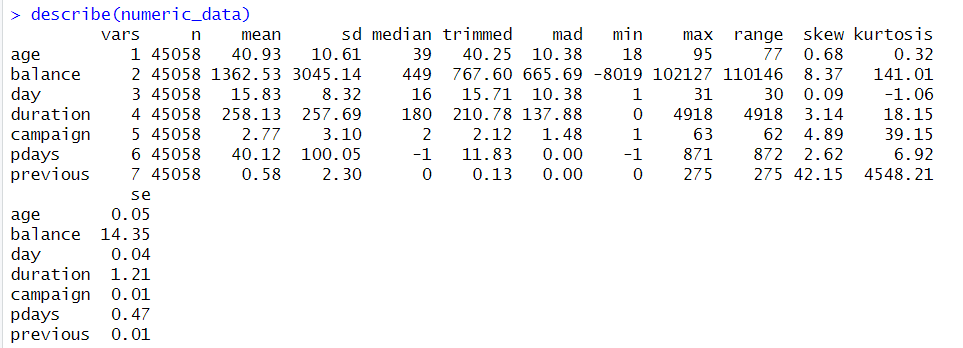 > describe(numeric_data)
vars n mean sd median trimmed mad min max range skew kurtosis
age 1 45058 40.93 10.61 39 40.25 10.38 18 95 77 0.68 0.32
balance 2 45058 1362.53 3045.14 449 767.60 665.69 -8019 102127 110146 8.37 141.01
day 3 45058 15.83 8.32 16 15.71 10.38 1 31 30 0.09 -1.06
duration 4 45058 258.13 257.69 180 210.78 137.88 0 4918 4918 3.14 18.15
campaign 5 45058 2.77 3.10 2 2.12 1.48 1 63 62 4.89 39.15
pdays 6 45058 40.12 100.05 -1 11.83 0.00 -1 871 872 2.62 6.92
previous 7 45058 0.58 2.30 0 0.13 0.00 0 275 275 42.15 4548.21
se
age 0.05
balance 14.35
day 0.04
duration 1.21
campaign 0.01
pdays 0.47
previous 0.01